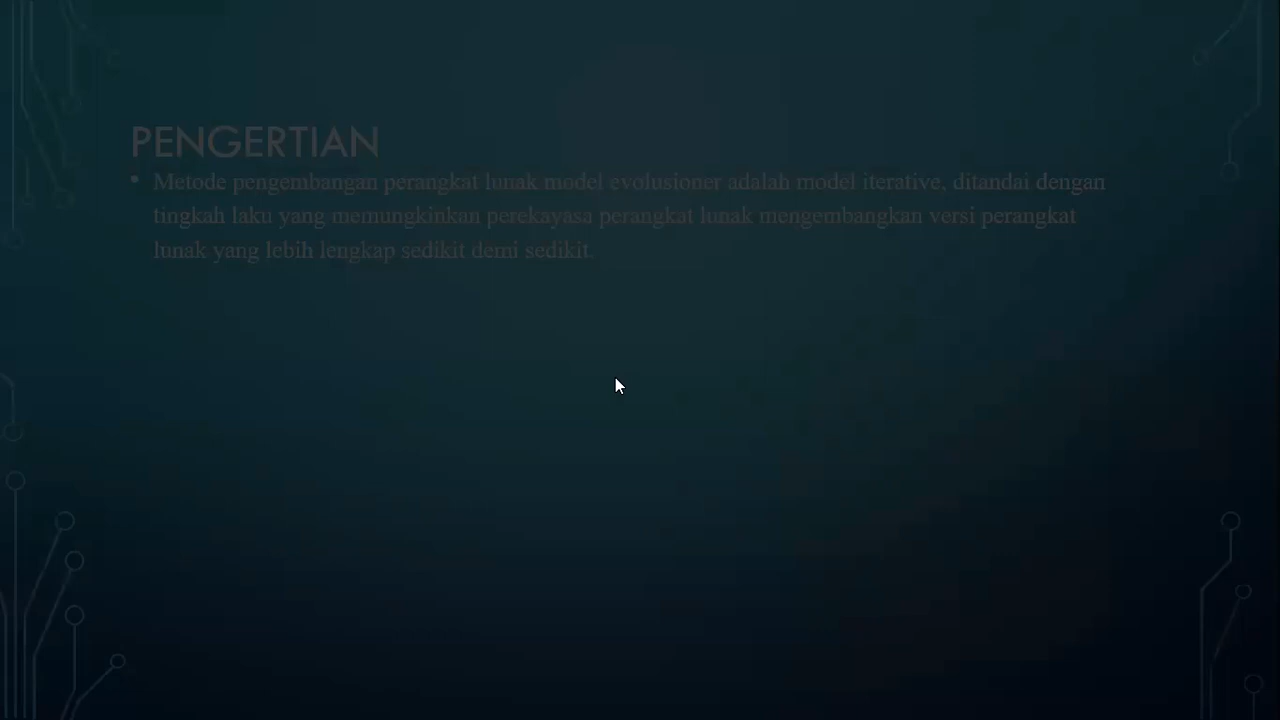 PENGERTIAN
• Metode pengembangan perangkat lunak model evolusioner adalah model iterative, ditandai dengan
tingkah laku yang memungkinkan perekayasa perangkat lunak mengembangkan versi perangkat
lunak yang lebih lengkap sedikit demi sedikit.